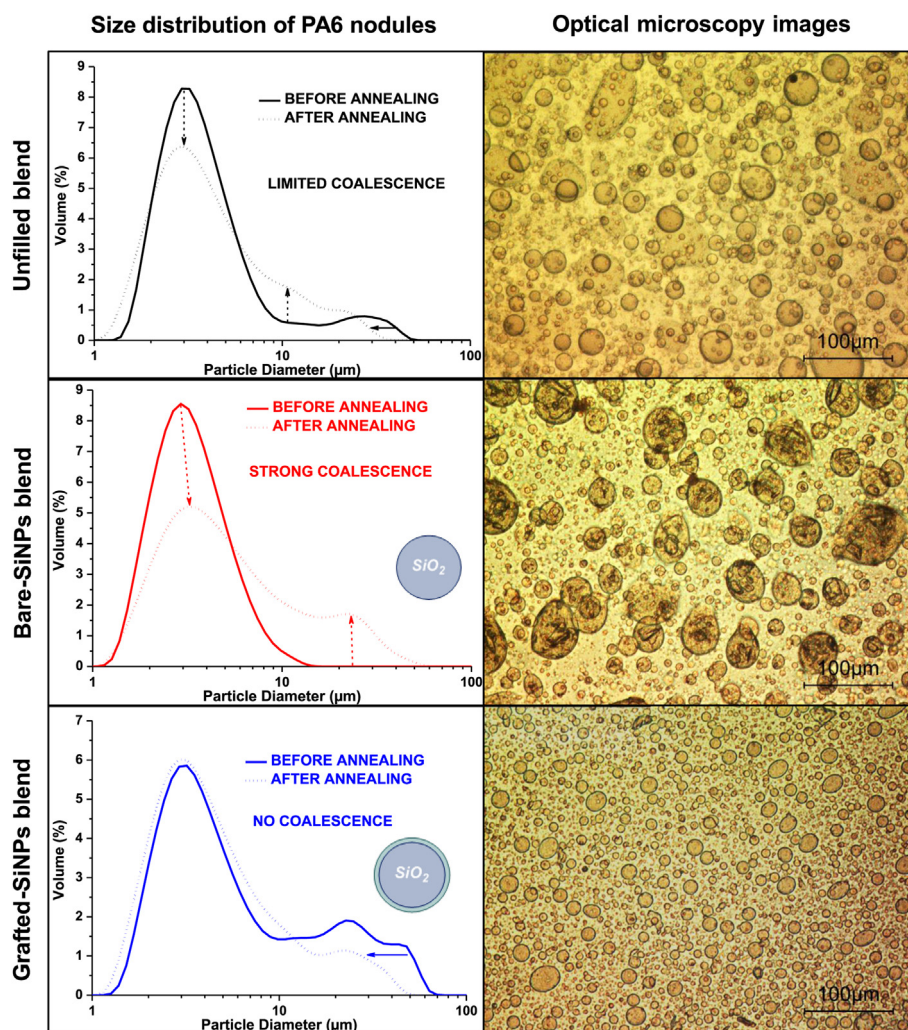 Size distribution of PA6 nodules
Optical microscopy images
Unfilled blend
9
8
7
6
5
4
3
2
1
0
Volume (%)
BEFORE ANNEALING
AFTER ANNEALING
LIMITED COALESCENCE
1
10
100
Particle Diameter (µm)
100µm
Bare-SiNPs blend
9
8
7
6
5
4
3
2
1
0
Volume (%)
BEFORE ANNEALING
AFTER ANNEALING
STRONG COALESCENCE
SiO2
1
10
100
Particle Diameter (µm)
100µm
Grafted-SiNPs blend
7
6
5
4
3
2
1
0
Volume (%)
BEFORE ANNEALING
AFTER ANNEALING
NO COALESCENCE
SiO2
1
10
100
Particle Diameter (µm)
100µm